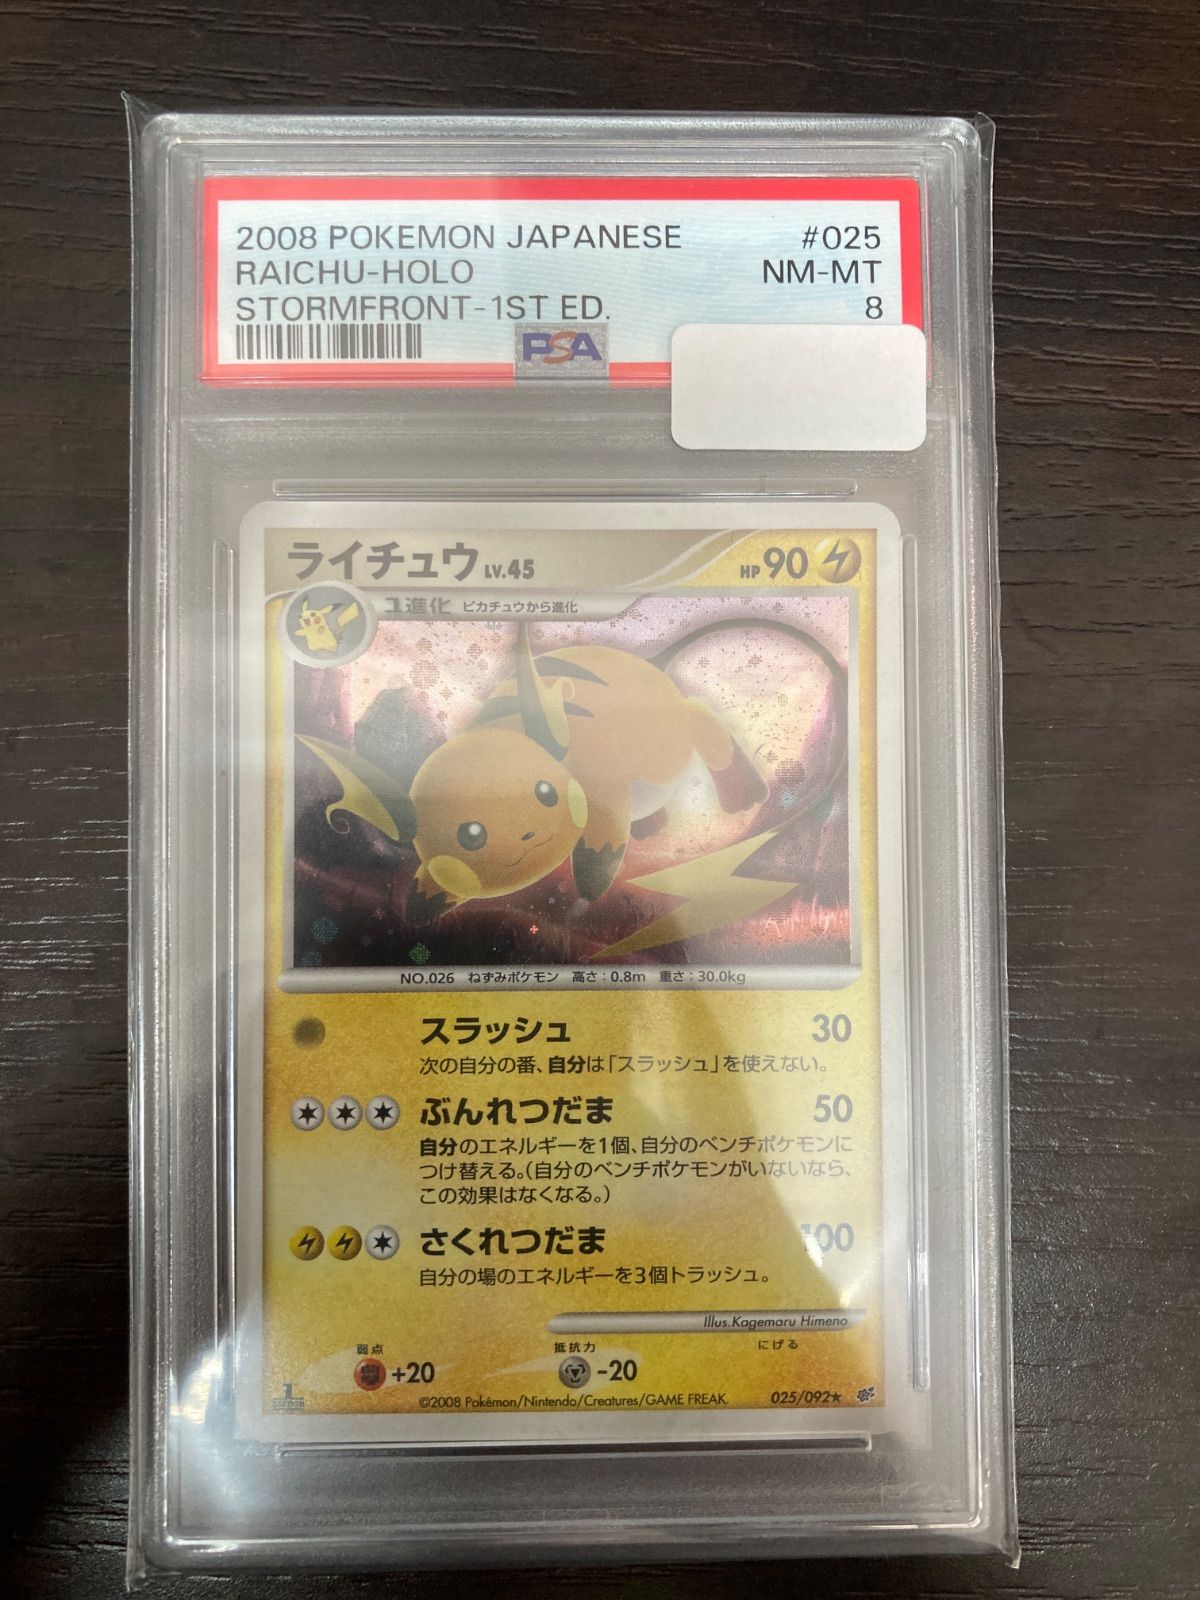 2008 POKEMON JAPANESE #025
RAICHU-HOLO NM-MT
STORMFRONT-1ST ED. 8
PSA
ライチュウ LV.45 HP 90
1進化 ピカチュウから進化
NO.026 ねずみポケモン 高さ:0.8m 重さ:30.0kg
スラッシュ 30
次の自分の番、自分は「スラッシュ」を使えない。
ぶんれつだま 50
自分のエネルギーを1個、自分のベンチポケモンに
つけ替える。(自分のベンチポケモンがいないなら、
この効果はなくなる。)
さくれつだま 100
自分の場のエネルギーを3個トラッシュ。
Illus.Kagemaru Himeno
弱点 抵抗力 にげる
+20 -20
1 EDITION
©2008 Pokémon/Nintendo/Creatures/GAME FREAK. 025/092★